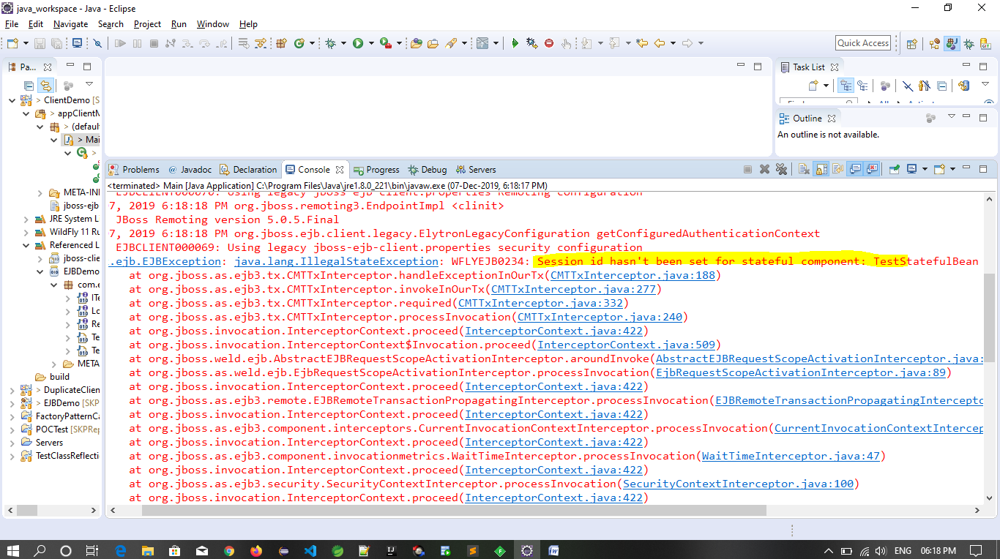 java_workspace - Java - Eclipse
File Edit Navigate Search Project Run Window Help
Quick Access
Pa...
ClientDemo [S
> appClientM
> (defaul
> Mai
>
META-INF
jboss-ejb
JRE System L
WildFly 11 Ru
Referenced L
jboss-clie
EJBDemo
com.e
ITe
Lo
Re
Te
Te
META
build
> DuplicateClien
> EJBDemo [SKP
FactoryPatternCa
POCTest [SKPRep
Servers
TestClassReflecti
Task List
Outline
An outline is not available.
Problems @ Javadoc Declaration Console Progress Debug Servers
<terminated> Main [Java Application] C:\Program Files\Java\jre1.8.0_221\bin\javaw.exe (07-Dec-2019, 6:18:17 PM)
EJBCLIENT000070: Using legacy jboss-ejb-client.properties Remoting configuration
7, 2019 6:18:18 PM org.jboss.remoting3.EndpointImpl <clinit>
JBoss Remoting version 5.0.5.Final
7, 2019 6:18:18 PM org.jboss.ejb.client.legacy.ElytronLegacyConfiguration getConfiguredAuthenticationContext
EJBCLIENT000069: Using legacy jboss-ejb-client.properties security configuration
.ejb.EJBException: java.lang.IllegalStateException: WFLYEJB0234: Session id hasn't been set for stateful component: TestStatefulBean
at org.jboss.as.ejb3.tx.CMTTxInterceptor.handleExceptionInOurTx(CMTTxInterceptor.java:188)
at org.jboss.as.ejb3.tx.CMTTxInterceptor.invokeInOurTx(CMTTxInterceptor.java:277)
at org.jboss.as.ejb3.tx.CMTTxInterceptor.required(CMTTxInterceptor.java:332)
at org.jboss.as.ejb3.tx.CMTTxInterceptor.processInvocation(CMTTxInterceptor.java:240)
at org.jboss.invocation.InterceptorContext.proceed(InterceptorContext.java:422)
at org.jboss.invocation.InterceptorContext$Invocation.proceed(InterceptorContext.java:509)
at org.jboss.weld.ejb.AbstractEJBRequestScopeActivationInterceptor.aroundInvoke(AbstractEJBRequestScopeActivationInterceptor.java:
at org.jboss.as.weld.ejb.EjbRequestScopeActivationInterceptor.processInvocation(EjbRequestScopeActivationInterceptor.java:89)
at org.jboss.invocation.InterceptorContext.proceed(InterceptorContext.java:422)
at org.jboss.as.ejb3.remote.EJBRemoteTransactionPropagatingInterceptor.processInvocation(EJBRemoteTransactionPropagatingIntercepto
at org.jboss.invocation.InterceptorContext.proceed(InterceptorContext.java:422)
at org.jboss.as.ejb3.component.interceptors.CurrentInvocationContextInterceptor.processInvocation(CurrentInvocationContextIntercep
at org.jboss.invocation.InterceptorContext.proceed(InterceptorContext.java:422)
at org.jboss.as.ejb3.component.invocationmetrics.WaitTimeInterceptor.processInvocation(WaitTimeInterceptor.java:47)
at org.jboss.invocation.InterceptorContext.proceed(InterceptorContext.java:422)
at org.jboss.as.ejb3.security.SecurityContextInterceptor.processInvocation(SecurityContextInterceptor.java:100)
at org.jboss.invocation.InterceptorContext.proceed(InterceptorContext.java:422)
ENG 06:18 PM